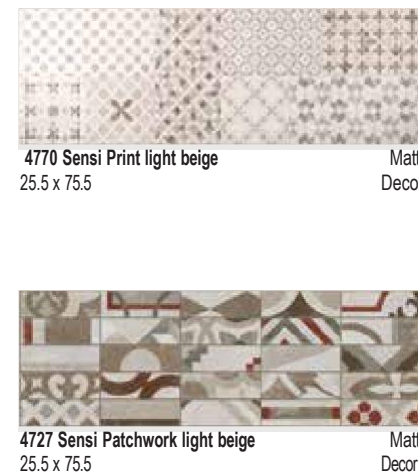 4770 Sensi Print light beige Matt
25.5 x 75.5 Deco
4727 Sensi Patchwork light beige Matt
25.5 x 75.5 Decor